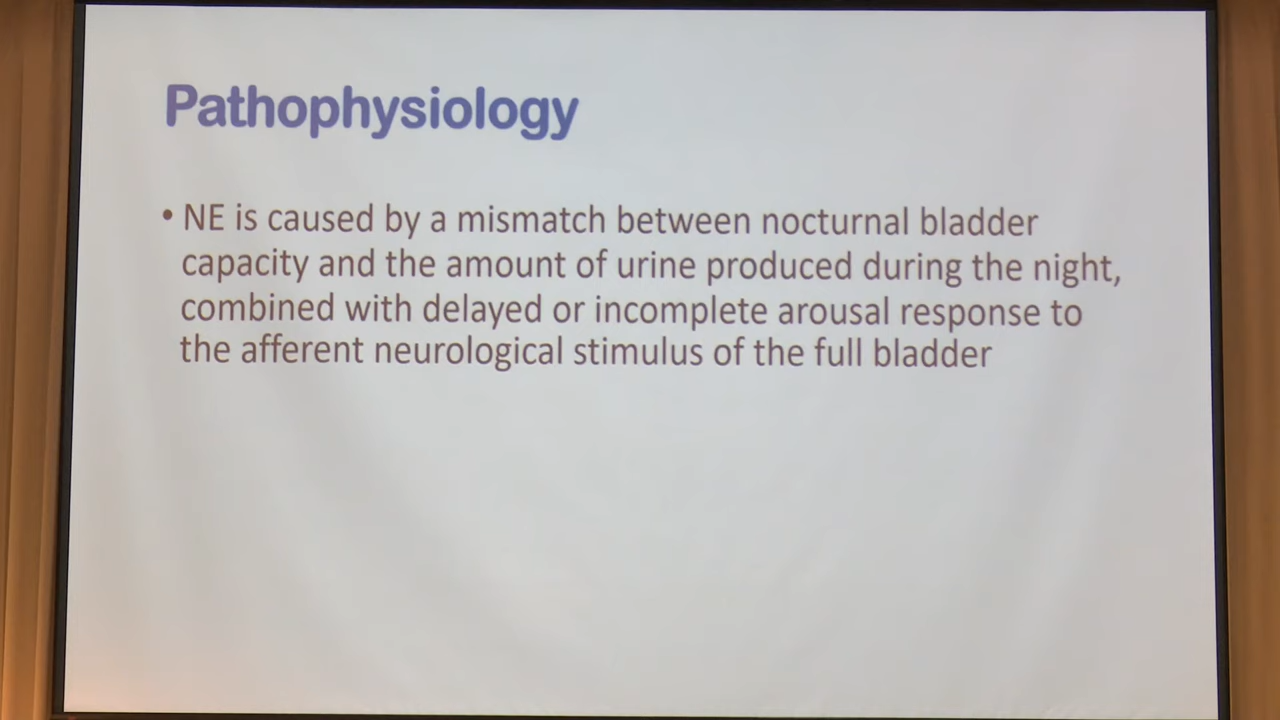 Pathophysiology
• NE is caused by a mismatch between nocturnal bladder
capacity and the amount of urine produced during the night,
combined with delayed or incomplete arousal response to
the afferent neurological stimulus of the full bladder